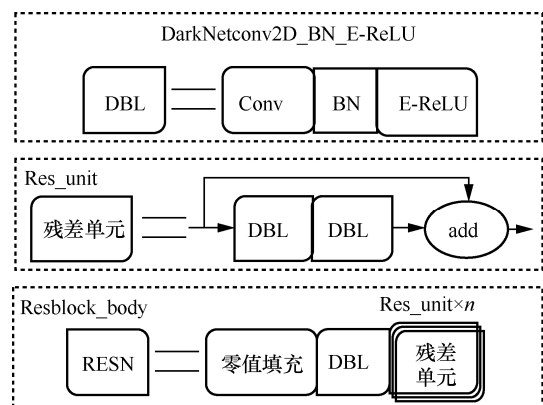 DarkNetconv2D_BN_E-ReLU
DBL
Conv
BN
E-ReLU
Res_unit
残差单元
DBL
DBL
add
Resblock_body
Res_unit×n
RESN
零值填充
DBL
残差
单元